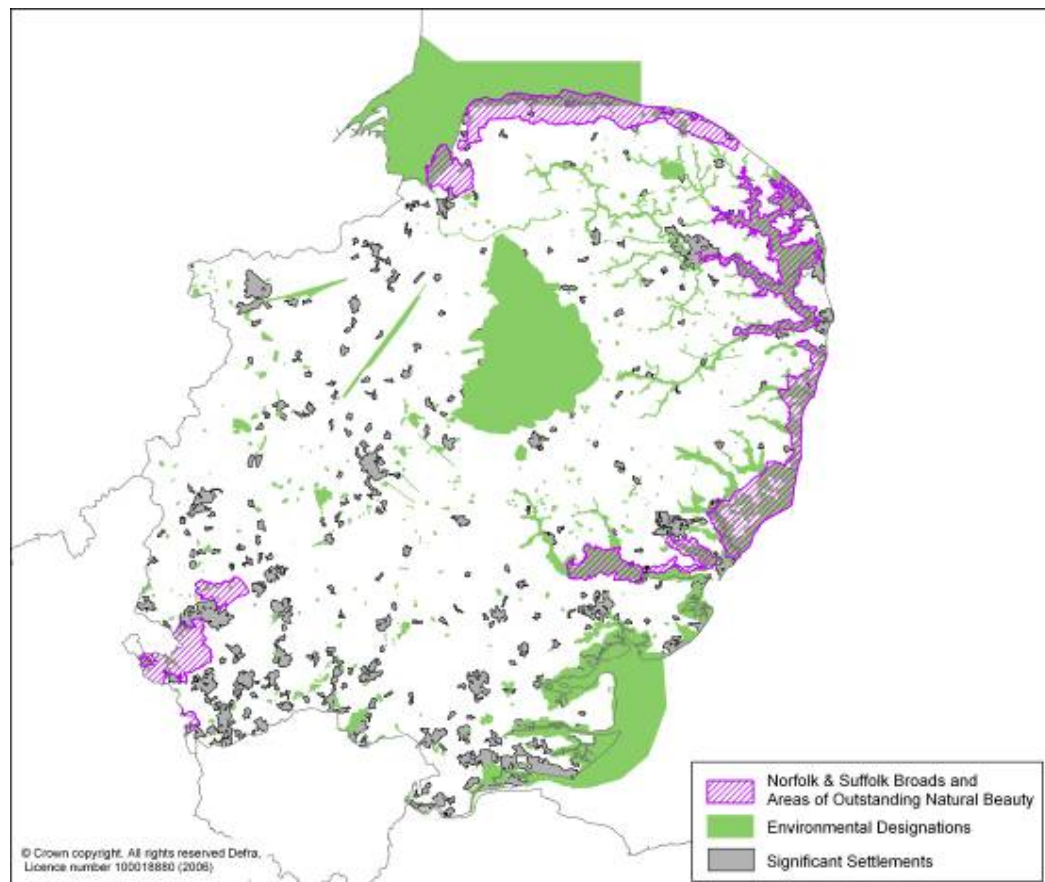 Norfolk & Suffolk Broads and
Areas of Outstanding Natural Beauty
Environmental Designations
Significant Settlements
© Crown copyright. All rights reserved Defra,
Licence number 100018880 (2006)